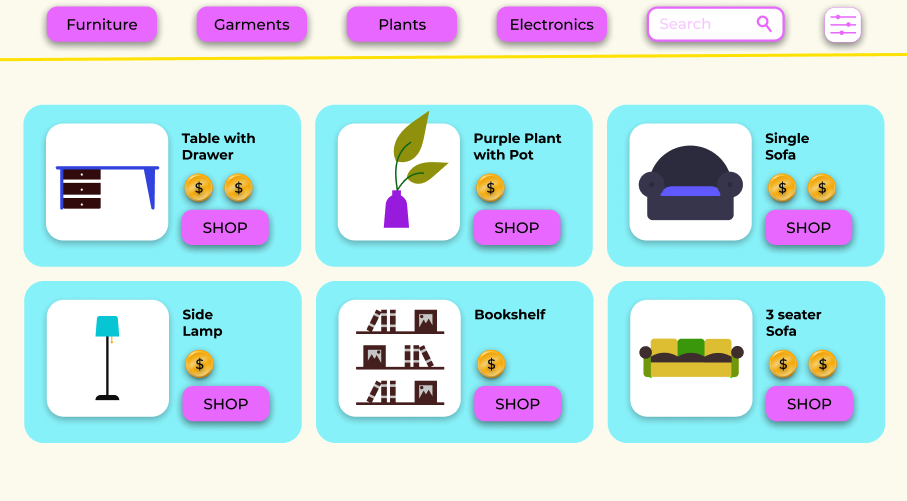 Furniture
Garments
Plants
Electronics
Search
Table with
Drawer
$ $
SHOP
Purple Plant
with Pot
$
SHOP
Single
Sofa
$ $
SHOP
Side
Lamp
$
SHOP
Bookshelf
$
SHOP
3 seater
Sofa
$ $
SHOP